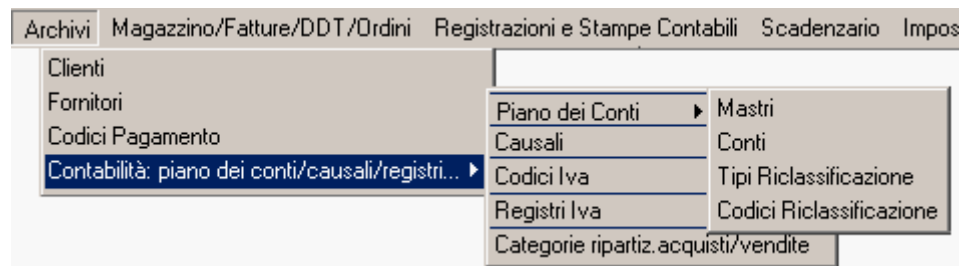 Archivi Magazzino/Fatture/DDT/Ordini Registrazioni e Stampe Contabili Scadenzario Impos
Clienti
Fornitori
Codici Pagamento
Contabilità: piano dei conti/causali/registri...
Piano dei Conti
Causali
Codici Iva
Registri Iva
Categorie ripartiz.acquisti/vendite
Mastri
Conti
Tipi Riclassificazione
Codici Riclassificazione